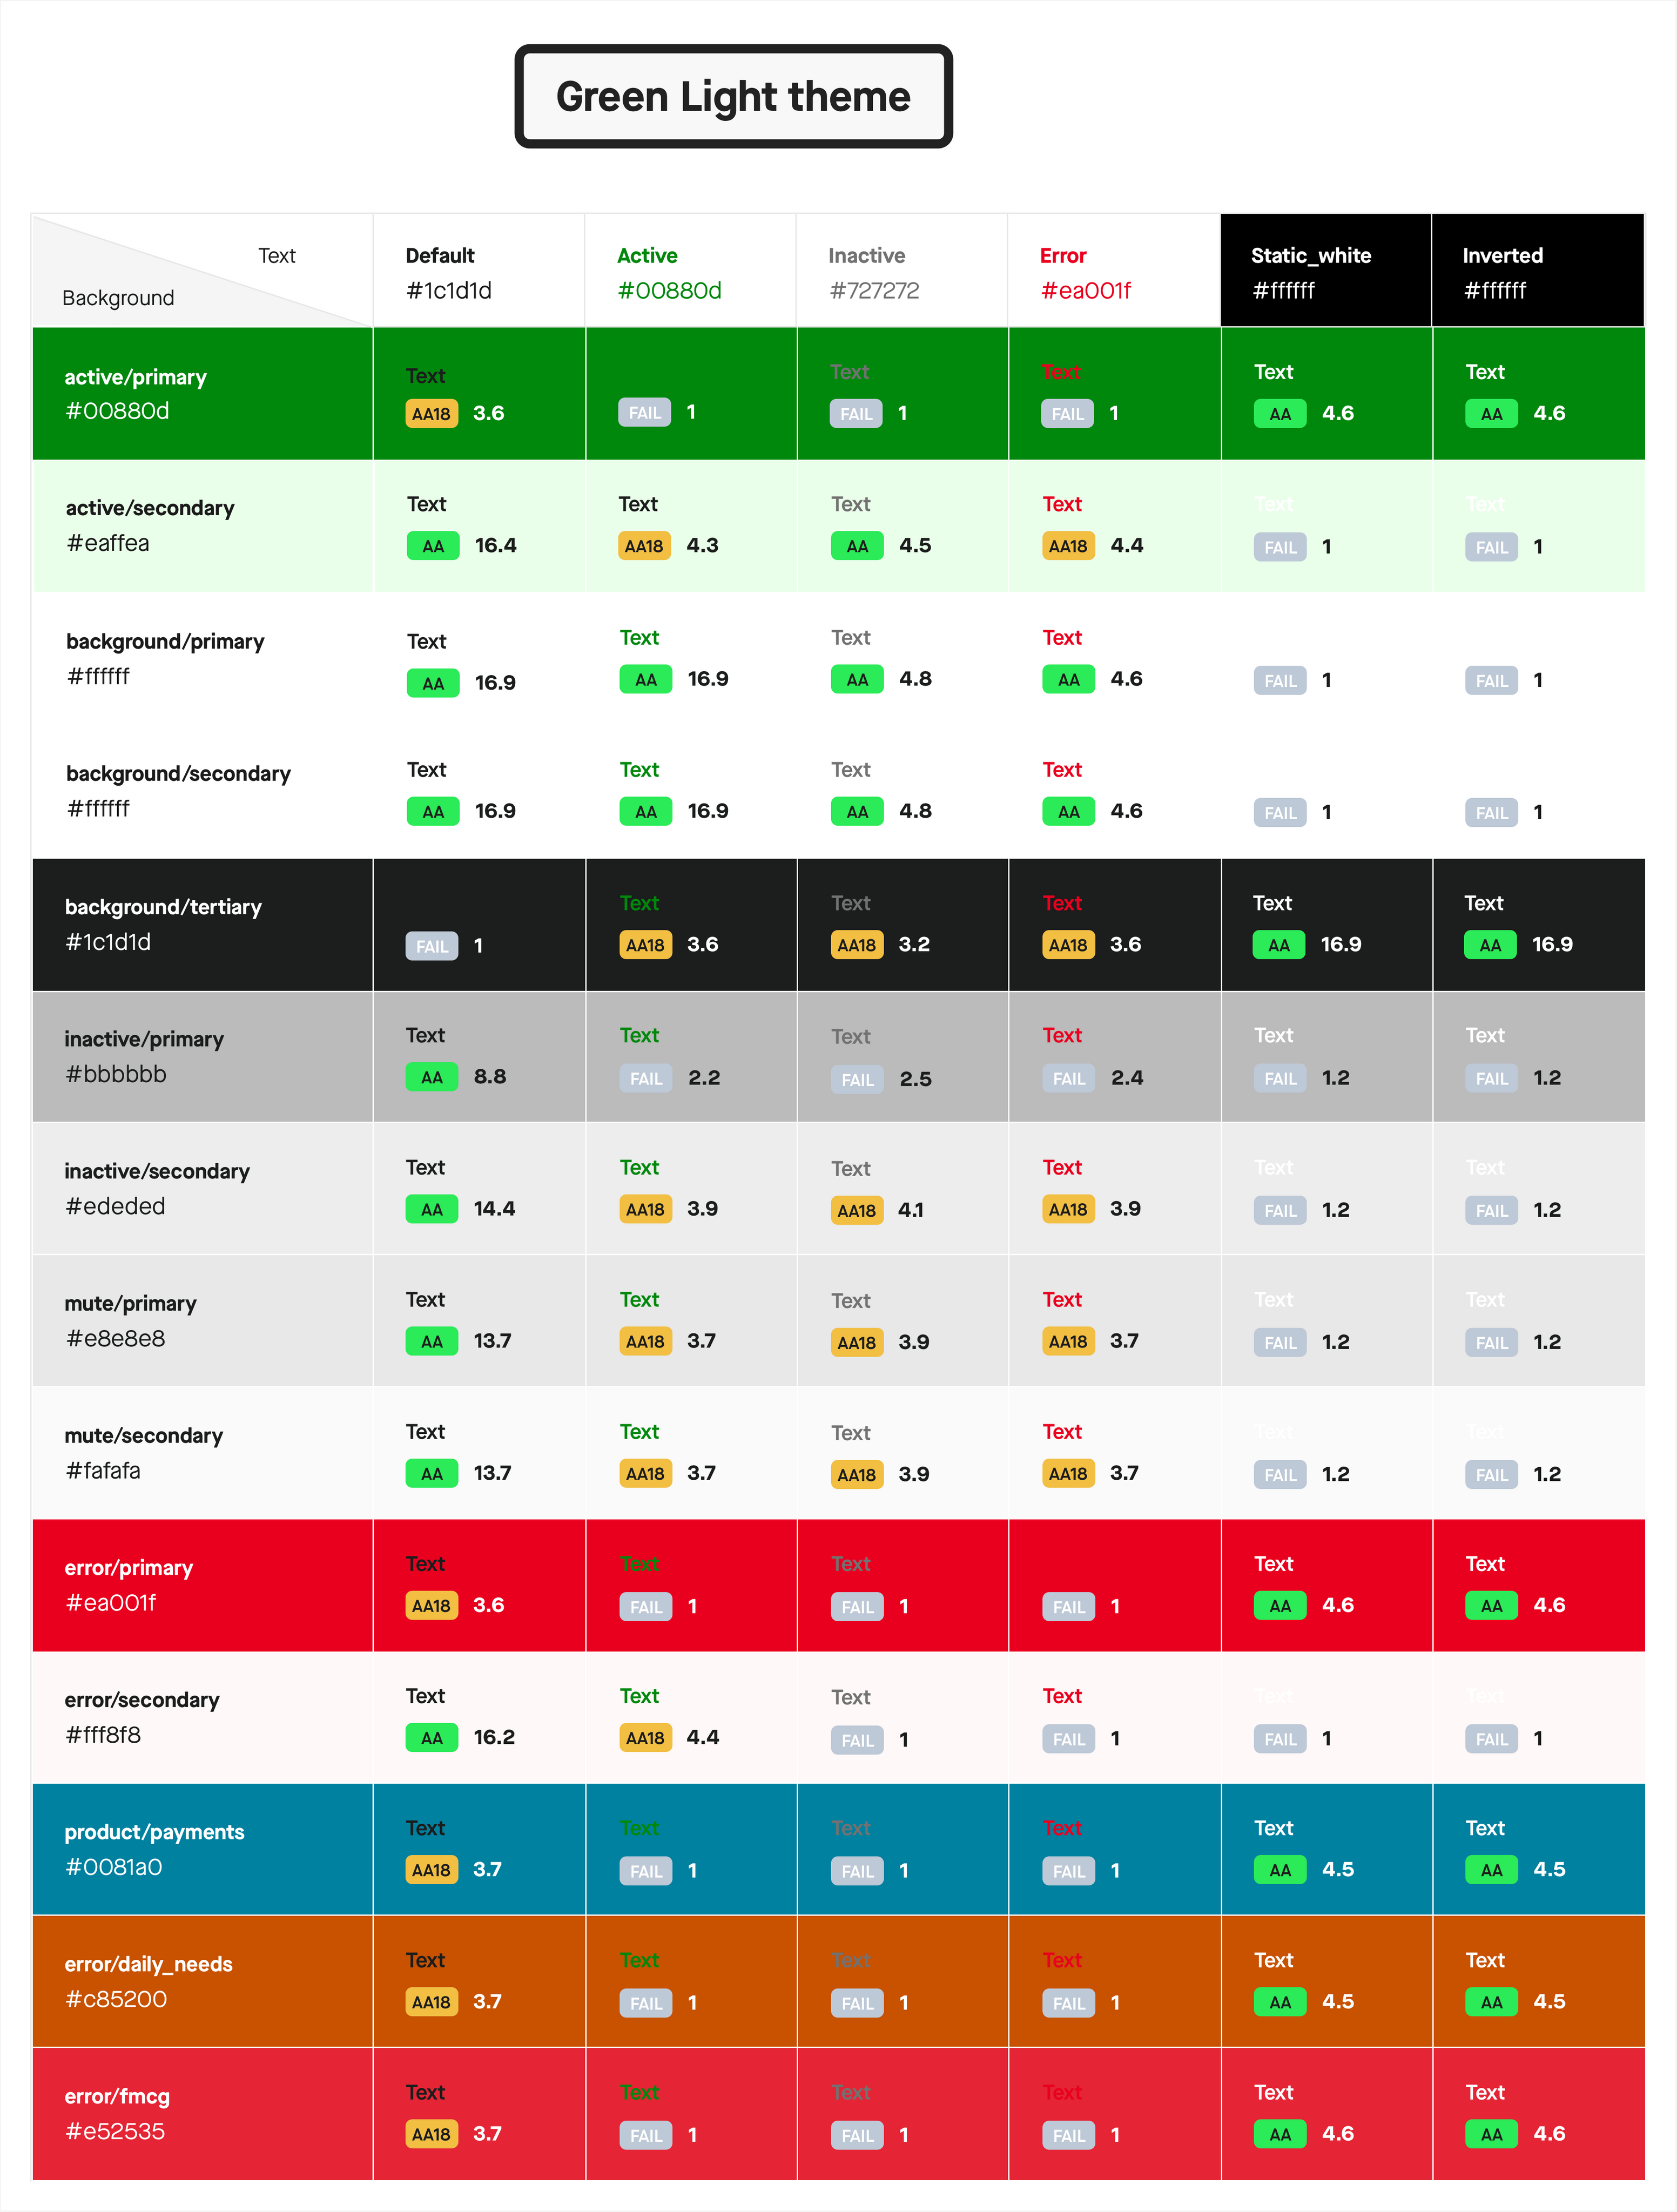 Green Light theme
Text
Background
Default
#1c1d1d
Active
#00880d
Inactive
#727272
Error
#ea001f
Static_white
#ffffff
Inverted
#ffffff
active/primary
#00880d
Text
AA18 3.6
FAIL 1
Text
FAIL 1
Text
FAIL 1
Text
AA 4.6
Text
AA 4.6
active/secondary
#eaffea
Text
AA 16.4
Text
AA18 4.3
Text
AA 4.5
Text
AA18 4.4
Text
FAIL 1
Text
FAIL 1
background/primary
#ffffff
Text
AA 16.9
Text
AA 16.9
Text
AA 4.8
Text
AA 4.6
FAIL 1
FAIL 1
background/secondary
#ffffff
Text
AA 16.9
Text
AA 16.9
Text
AA 4.8
Text
AA 4.6
FAIL 1
FAIL 1
background/tertiary
#1c1d1d
FAIL 1
Text
AA18 3.6
Text
AA18 3.2
Text
AA18 3.6
Text
AA 16.9
Text
AA 16.9
inactive/primary
#bbbbbb
Text
AA 8.8
Text
FAIL 2.2
Text
FAIL 2.5
Text
FAIL 2.4
Text
FAIL 1.2
Text
FAIL 1.2
inactive/secondary
#ededed
Text
AA 14.4
Text
AA18 3.9
Text
AA18 4.1
Text
AA18 3.9
Text
FAIL 1.2
Text
FAIL 1.2
mute/primary
#e8e8e8
Text
AA 13.7
Text
AA18 3.7
Text
AA18 3.9
Text
AA18 3.7
Text
FAIL 1.2
Text
FAIL 1.2
mute/secondary
#fafafa
Text
AA 13.7
Text
AA18 3.7
Text
AA18 3.9
Text
AA18 3.7
Text
FAIL 1.2
Text
FAIL 1.2
error/primary
#ea001f
Text
AA18 3.6
Text
FAIL 1
Text
FAIL 1
FAIL 1
Text
AA 4.6
Text
AA 4.6
error/secondary
#fff8f8
Text
AA 16.2
Text
AA18 4.4
Text
FAIL 1
Text
FAIL 1
Text
FAIL 1
Text
FAIL 1
product/payments
#0081a0
Text
AA18 3.7
Text
FAIL 1
Text
FAIL 1
Text
FAIL 1
Text
AA 4.5
Text
AA 4.5
error/daily_needs
#c85200
Text
AA18 3.7
Text
FAIL 1
Text
FAIL 1
Text
FAIL 1
Text
AA 4.5
Text
AA 4.5
error/fmcg
#e52535
Text
AA18 3.7
Text
FAIL 1
Text
FAIL 1
Text
FAIL 1
Text
AA 4.6
Text
AA 4.6